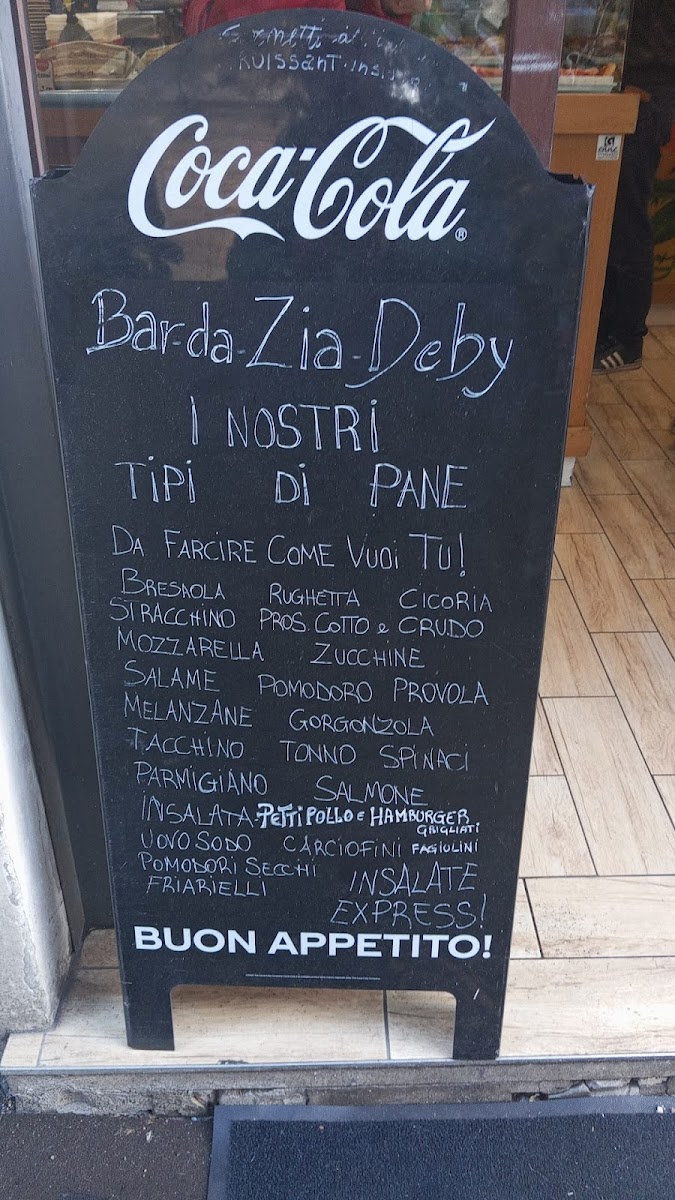 Coca-Cola®
Bar-da-Zia-Deby
I NOSTRI
TIPI DI PANE
DA FARCIRE COME VUOI TU!
BRESAOLA RUGHETTA CICORIA
STRACCHINO PROS. COTTO e CRUDO
MOZZARELLA ZUCCHINE
SALAME POMODORO PROVOLA
MELANZANE GORGONZOLA
TACCHINO TONNO SPINACI
PARMIGIANO SALMONE
INSALATA PETTI POLLO e HAMBURGER
GRIGLIATI
UOVO SODO CARCIOFINI FAGIOLINI
POMODORI SECCHI
FRIARIELLI
INSALATE
EXPRESS!
BUON APPETITO!